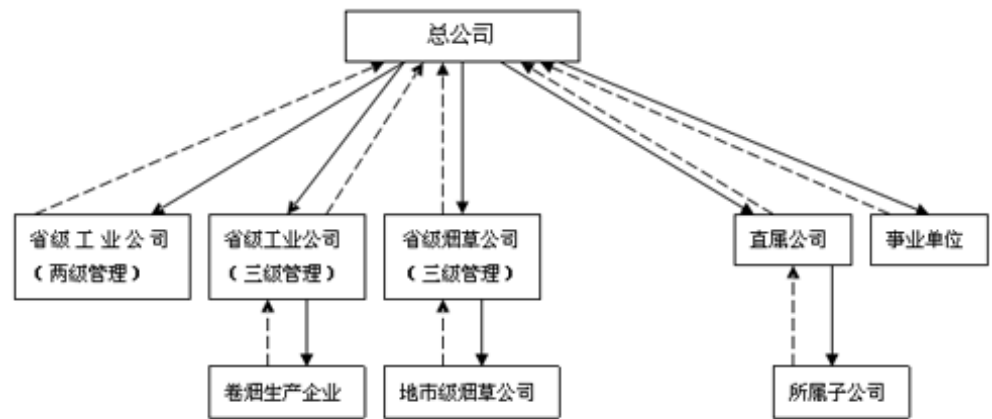 总公司
省级工业公司
（两级管理）
省级工业公司
（三级管理）
省级烟草公司
（三级管理）
直属公司
事业单位
卷烟生产企业
地市级烟草公司
所属子公司